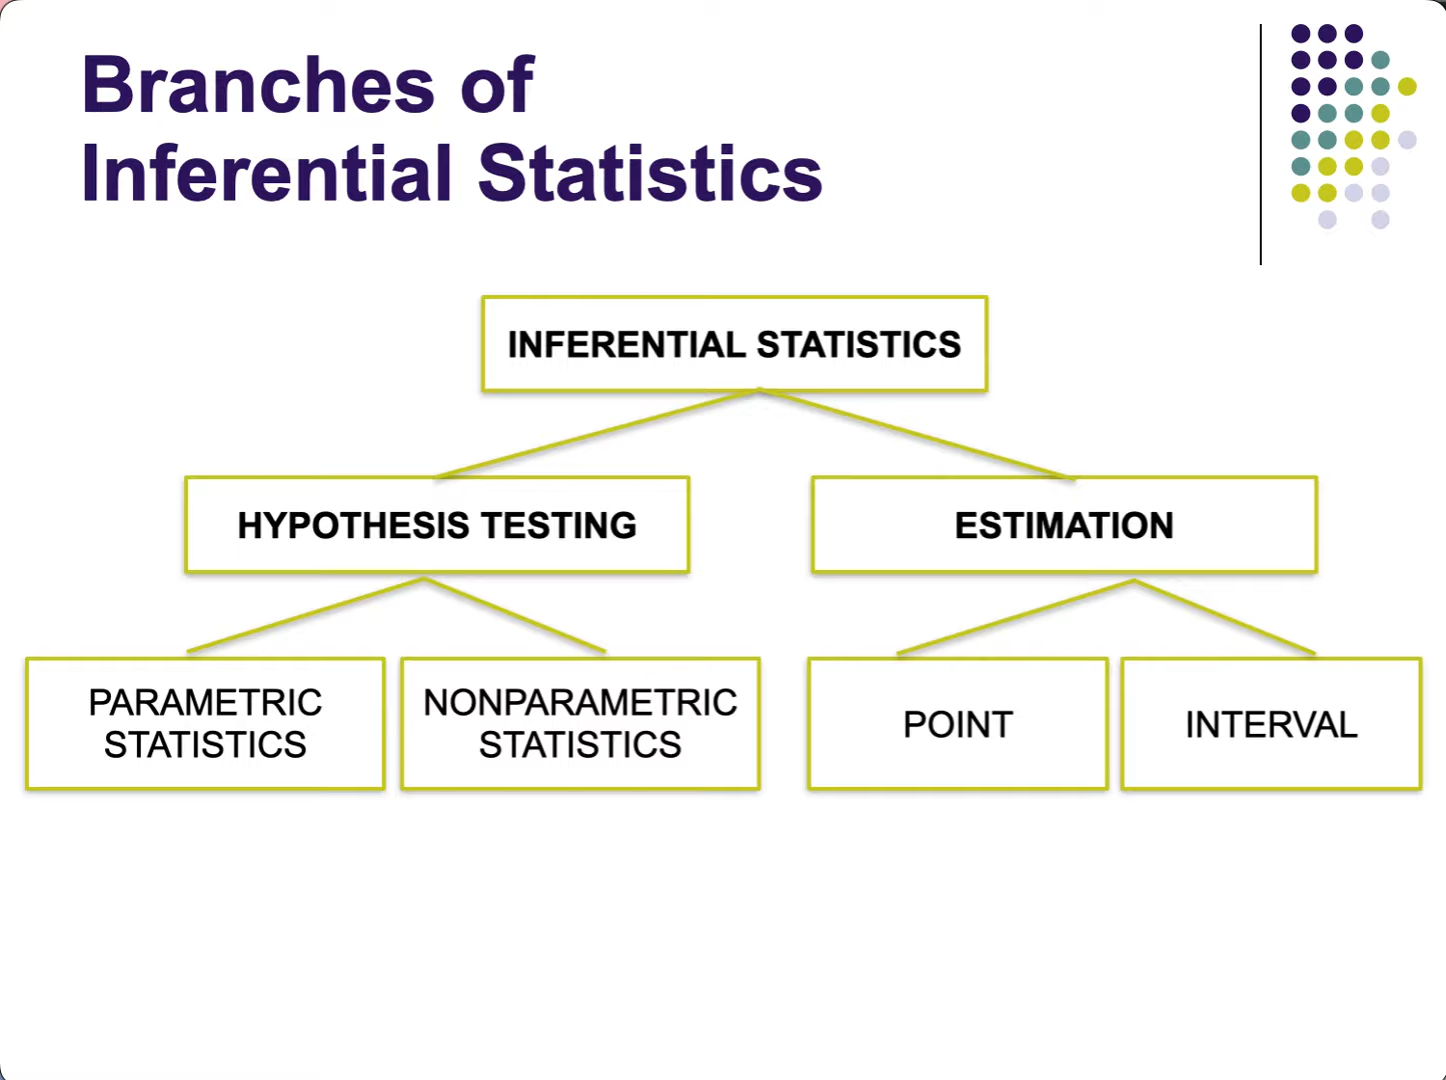 Branches of
Inferential Statistics
INFERENTIAL STATISTICS
HYPOTHESIS TESTING
ESTIMATION
PARAMETRIC
STATISTICS
NONPARAMETRIC
STATISTICS
POINT
INTERVAL